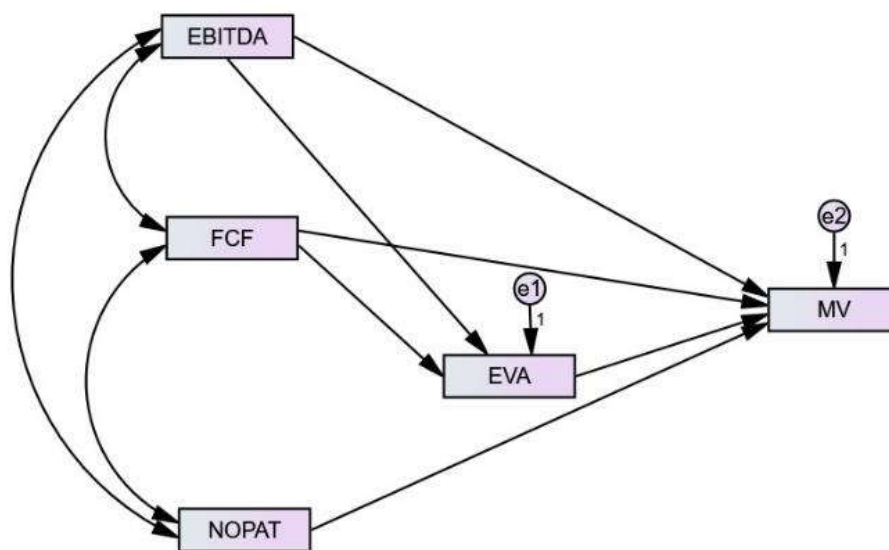 EBITDA
e2
1
FCF
e1
1
MV
EVA
NOPAT